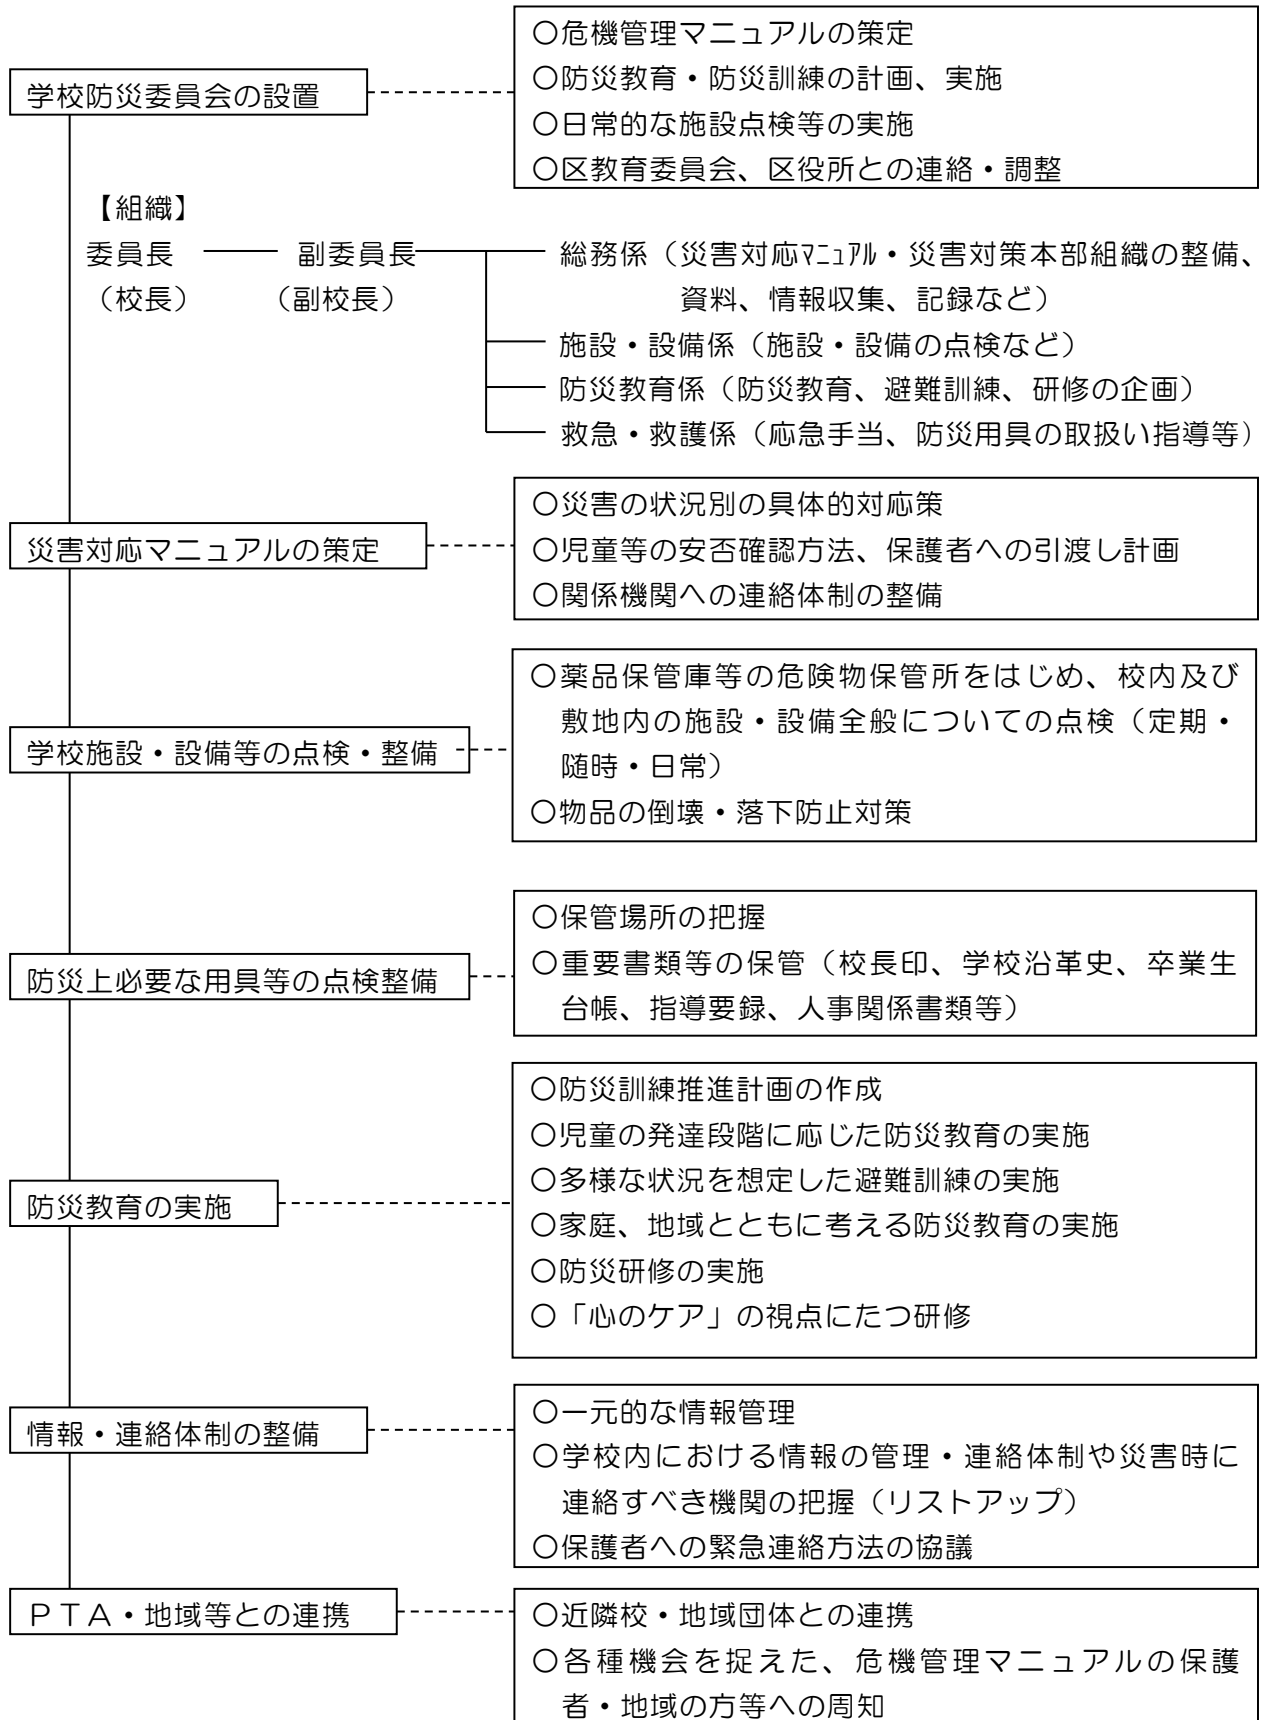 学校防災委員会の設置
〇危機管理マニュアルの策定
〇防災教育・防災訓練の計画、実施
〇日常的な施設点検等の実施
〇区教育委員会、区役所との連絡・調整
【組織】
委員長 副委員長 総務係（災害対応ﾏﾆｭｱﾙ・災害対策本部組織の整備、
（校長） （副校長） 資料、情報収集、記録など）
施設・設備係（施設・設備の点検など）
防災教育係（防災教育、避難訓練、研修の企画）
救急・救護係（応急手当、防災用具の取扱い指導等）
災害対応マニュアルの策定
〇災害の状況別の具体的対応策
〇児童等の安否確認方法、保護者への引渡し計画
〇関係機関への連絡体制の整備
学校施設・設備等の点検・整備
〇薬品保管庫等の危険物保管所をはじめ、校内及び
敷地内の施設・設備全般についての点検（定期・
随時・日常）
〇物品の倒壊・落下防止対策
防災上必要な用具等の点検整備
〇保管場所の把握
〇重要書類等の保管（校長印、学校沿革史、卒業生
台帳、指導要録、人事関係書類等）
防災教育の実施
〇防災訓練推進計画の作成
〇児童の発達段階に応じた防災教育の実施
〇多様な状況を想定した避難訓練の実施
〇家庭、地域とともに考える防災教育の実施
〇防災研修の実施
〇「心のケア」の視点にたつ研修
情報・連絡体制の整備
〇一元的な情報管理
〇学校内における情報の管理・連絡体制や災害時に
連絡すべき機関の把握（リストアップ）
〇保護者への緊急連絡方法の協議
ＰＴＡ・地域等との連携
〇近隣校・地域団体との連携
〇各種機会を捉えた、危機管理マニュアルの保護
者・地域の方等への周知